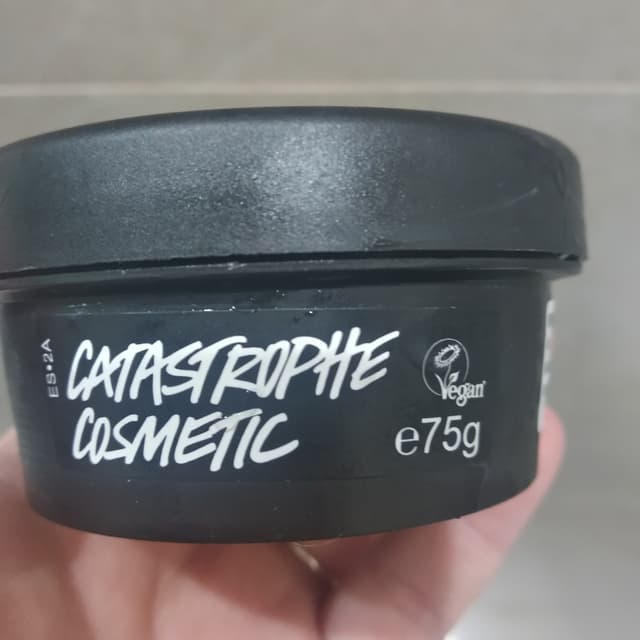 ES•2A
CATASTROPHE
COSMETIC
Vegan
e75g